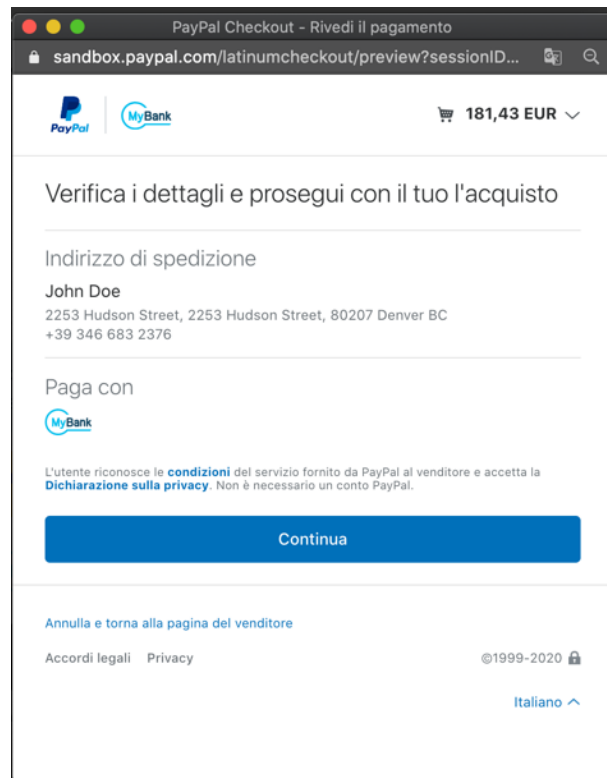 PayPal Checkout - Rivedi il pagamento
sandbox.paypal.com/latinumcheckout/preview?sessionID...
PayPal MyBank 181,43 EUR
Verifica i dettagli e prosegui con il tuo l'acquisto
Indirizzo di spedizione
John Doe
2253 Hudson Street, 2253 Hudson Street, 80207 Denver BC
+39 346 683 2376
Paga con
MyBank
L'utente riconosce le condizioni del servizio fornito da PayPal al venditore e accetta la
Dichiarazione sulla privacy. Non è necessario un conto PayPal.
Continua
Annulla e torna alla pagina del venditore
Accordi legali Privacy ©1999-2020
Italiano